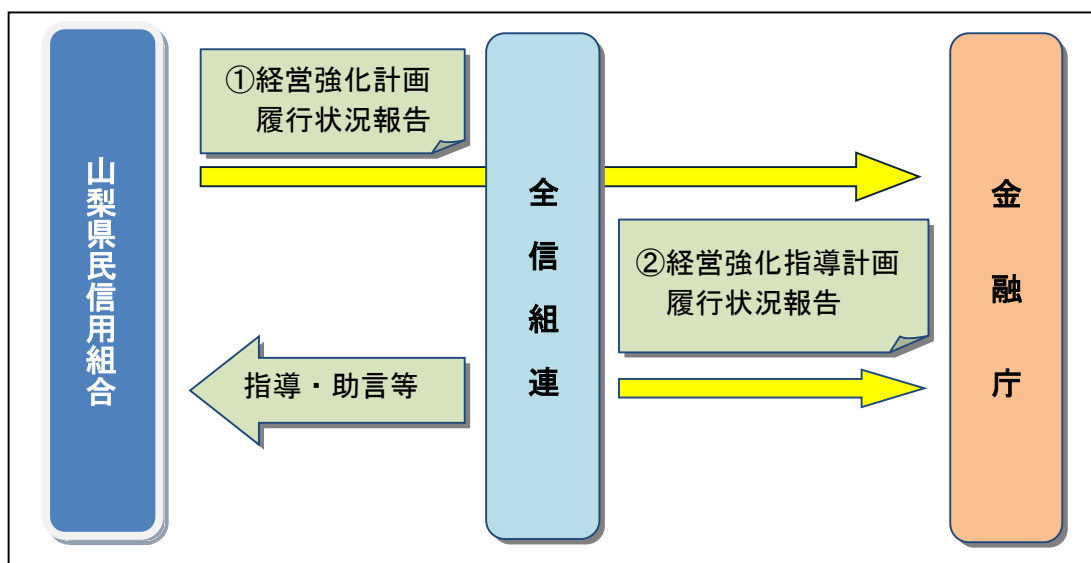 山梨県民信用組合
①経営強化計画
履行状況報告
全信組連
②経営強化指導計画
履行状況報告
指導・助言等
金融庁